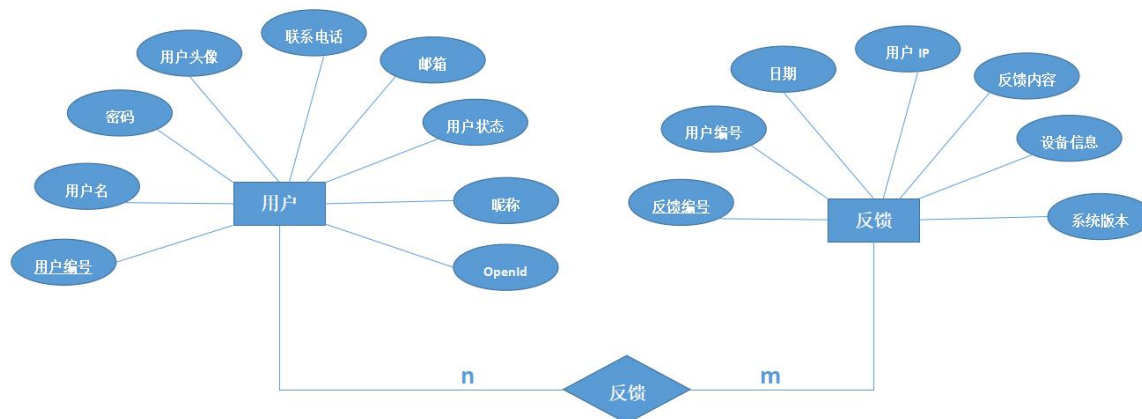 联系电话
用户 IP
用户头像
邮箱
日期
反馈内容
密码
用户状态
用户编号
设备信息
用户名
用户
昵称
反馈编号
反馈
系统版本
用户编号
OpenId
n
m
反馈